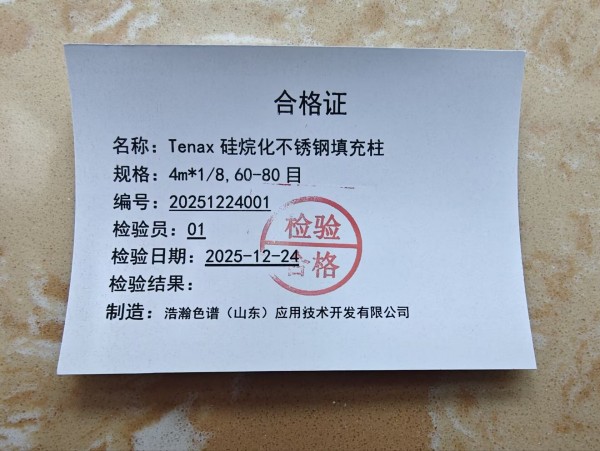 合格证
名称：Tenax 硅烷化不锈钢填充柱
规格：4m*1/8,60-80 目
编号：20251224001
检验员：01
检验日期：2025-12-24
检验结果：
制造：浩瀚色谱（山东）应用技术开发有限公司
检验
合格